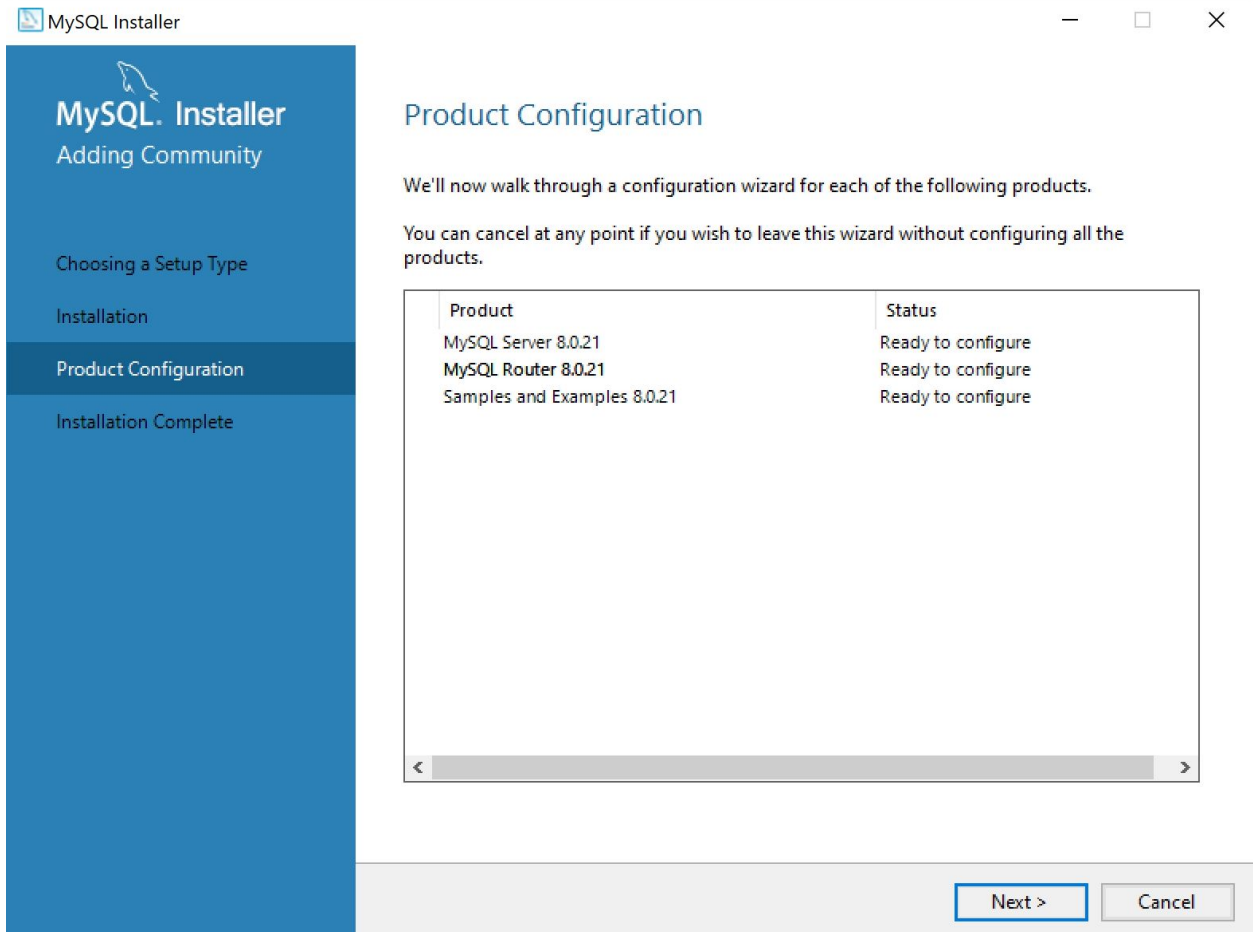 MySQL Installer
MySQL. Installer
Adding Community
Choosing a Setup Type
Installation
Product Configuration
Installation Complete
Product Configuration
We'll now walk through a configuration wizard for each of the following products.
You can cancel at any point if you wish to leave this wizard without configuring all the
products.
Product Status
MySQL Server 8.0.21 Ready to configure
MySQL Router 8.0.21 Ready to configure
Samples and Examples 8.0.21 Ready to configure
Next > Cancel